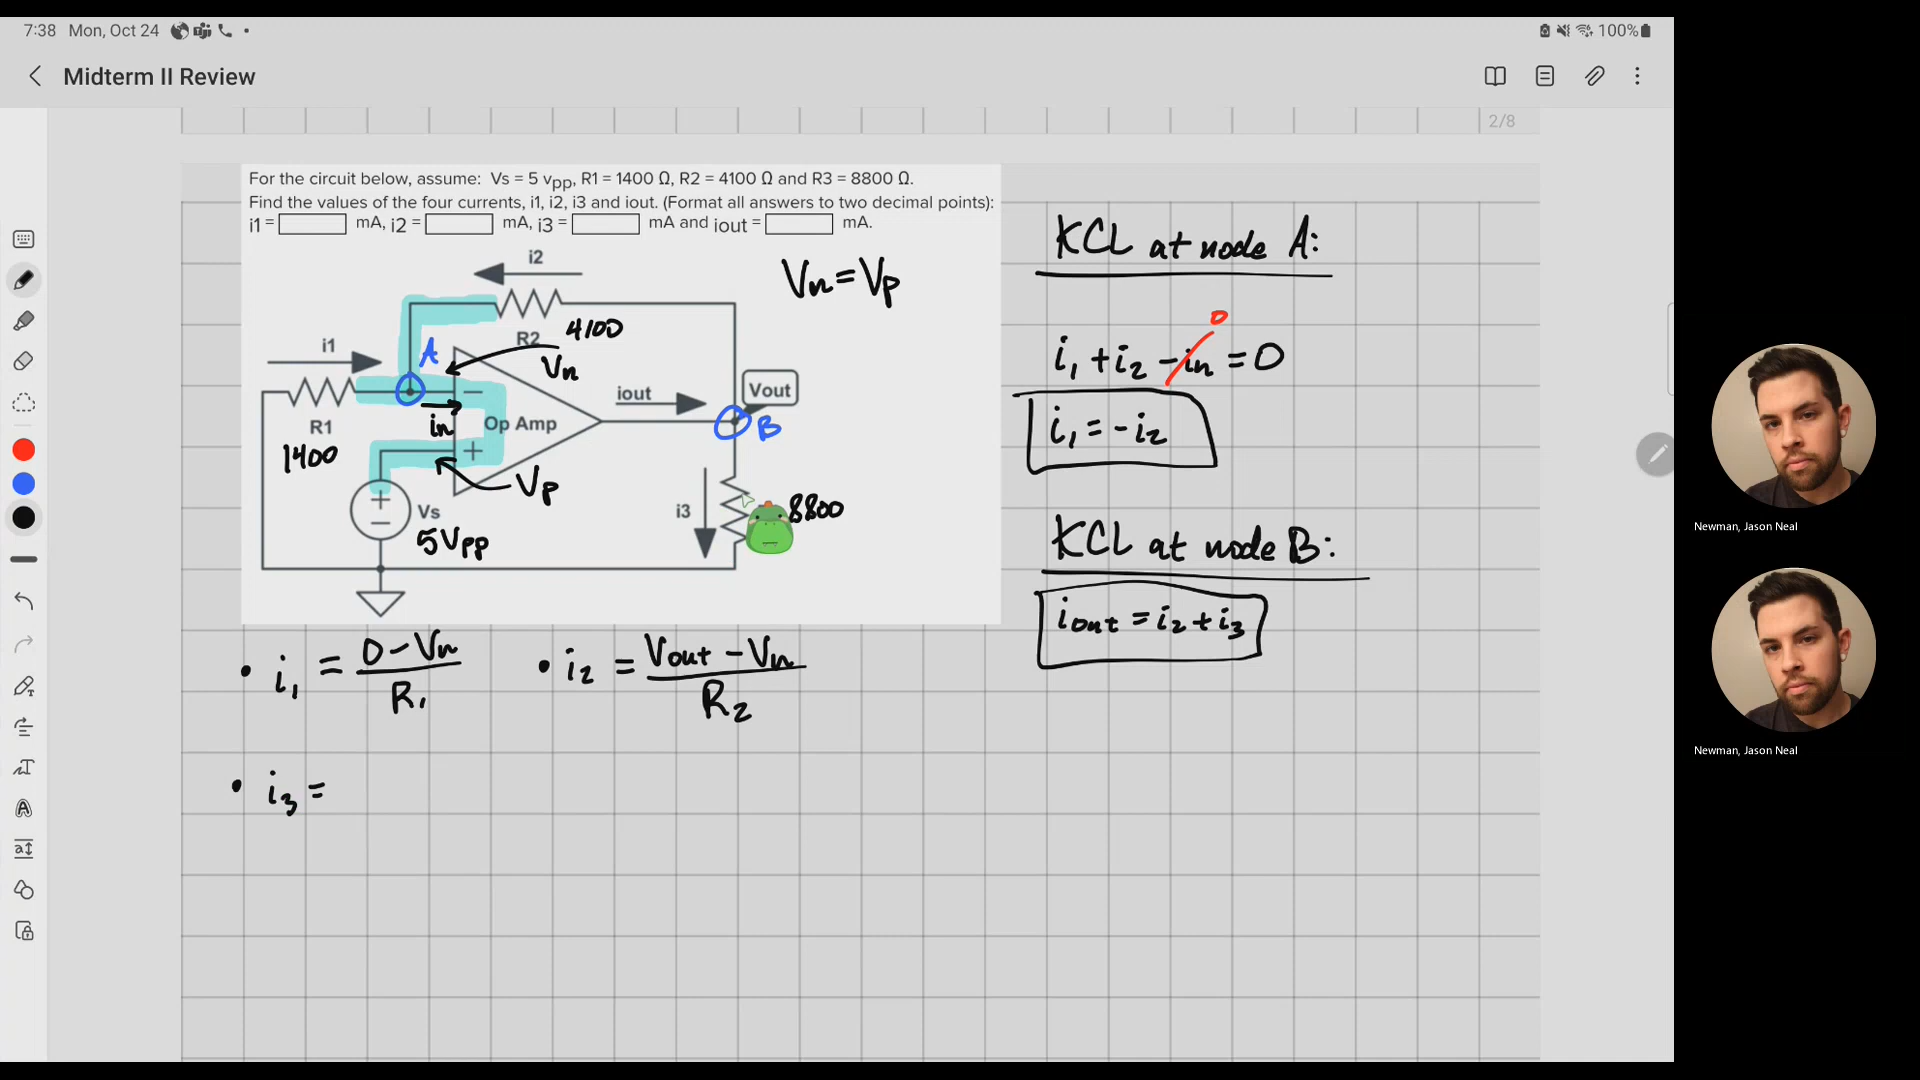 7:38 Mon, Oct 24
100%
Midterm II Review
2/8
For the circuit below, assume: Vs = 5 vpp, R1 = 1400 Ω, R2 = 4100 Ω and R3 = 8800 Ω.
Find the values of the four currents, i1, i2, i3 and iout. (Format all answers to two decimal points):
i1 = mA, i2 = mA, i3 = mA and iout = mA.
i2
Vn = Vp
R2
4100
i1
A
Vn
iout
Vout
−
in
R1
Op Amp
B
1400
+
Vp
+
−
Vs
5Vpp
i3
8800
KCL at node A:
0
i1 + i2 − in = 0
i1 = −i2
KCL at node B:
iout = i2 + i3
• i1 = 0 − Vn / R1
• i2 = Vout − Vn / R2
• i3 =
Newman, Jason Neal
Newman, Jason Neal